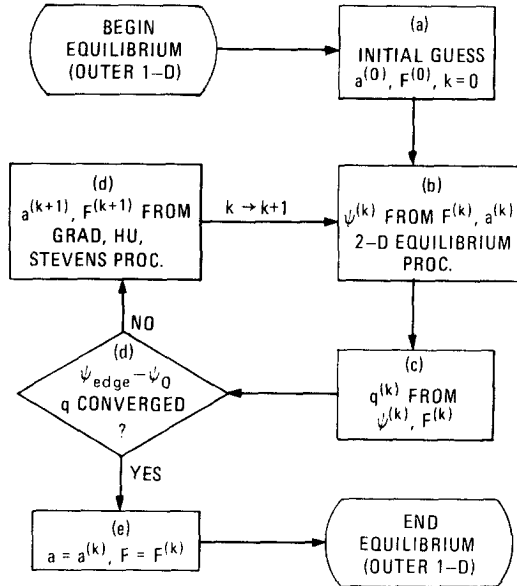 BEGIN
EQUILIBRIUM
(OUTER 1-D)
(a)
INITIAL GUESS
a^(0), F^(0), k=0
(d)
a^(k+1), F^(k+1) FROM
GRAD, HU,
STEVENS PROC.
k → k+1
(b)
ψ^(k) FROM F^(k), a^(k)
2-D EQUILIBRIUM
PROC.
NO
(d)
ψ_edge − ψ_0
q CONVERGED
?
(c)
q^(k) FROM
ψ^(k), F^(k)
YES
(e)
a = a^(k), F = F^(k)
END
EQUILIBRIUM
(OUTER 1-D)